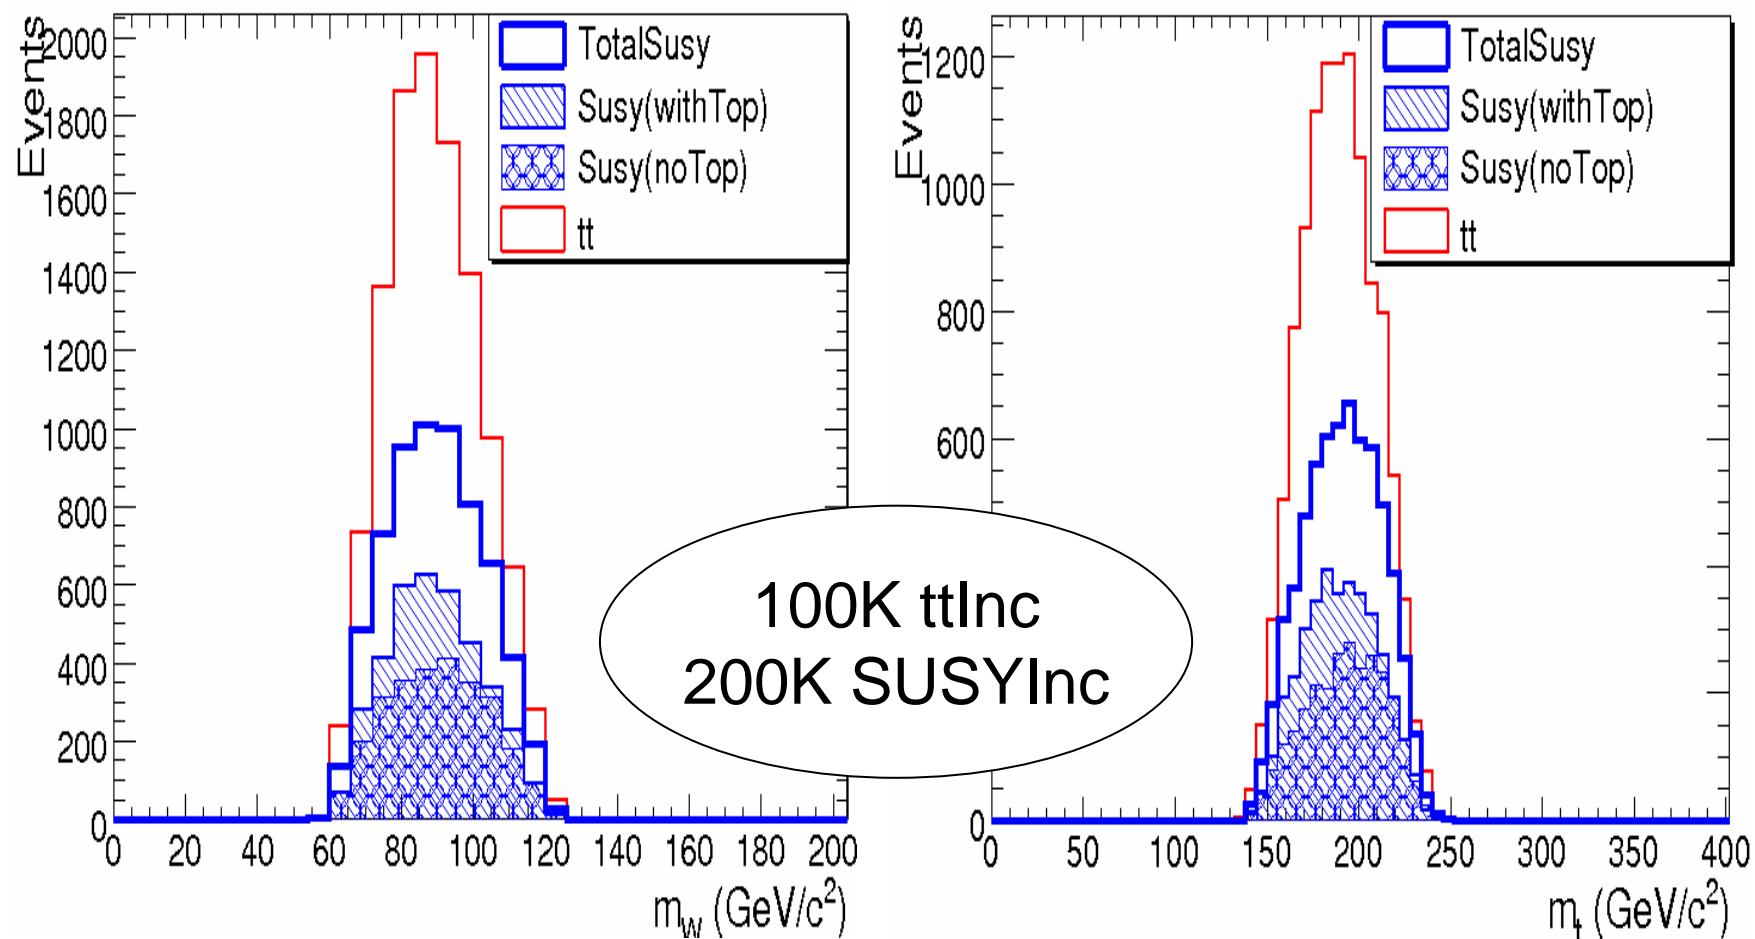 Events
2000
1800
1600
1400
1200
1000
800
600
400
200
0
0 20 40 60 80 100 120 140 160 180 200
m_w (GeV/c²)
TotalSusy
Susy(withTop)
Susy(noTop)
tt
Events
1200
1000
800
600
0
0 50 100 150 200 250 300 350 400
m_t (GeV/c²)
TotalSusy
Susy(withTop)
Susy(noTop)
tt
100K ttInc
200K SUSYInc